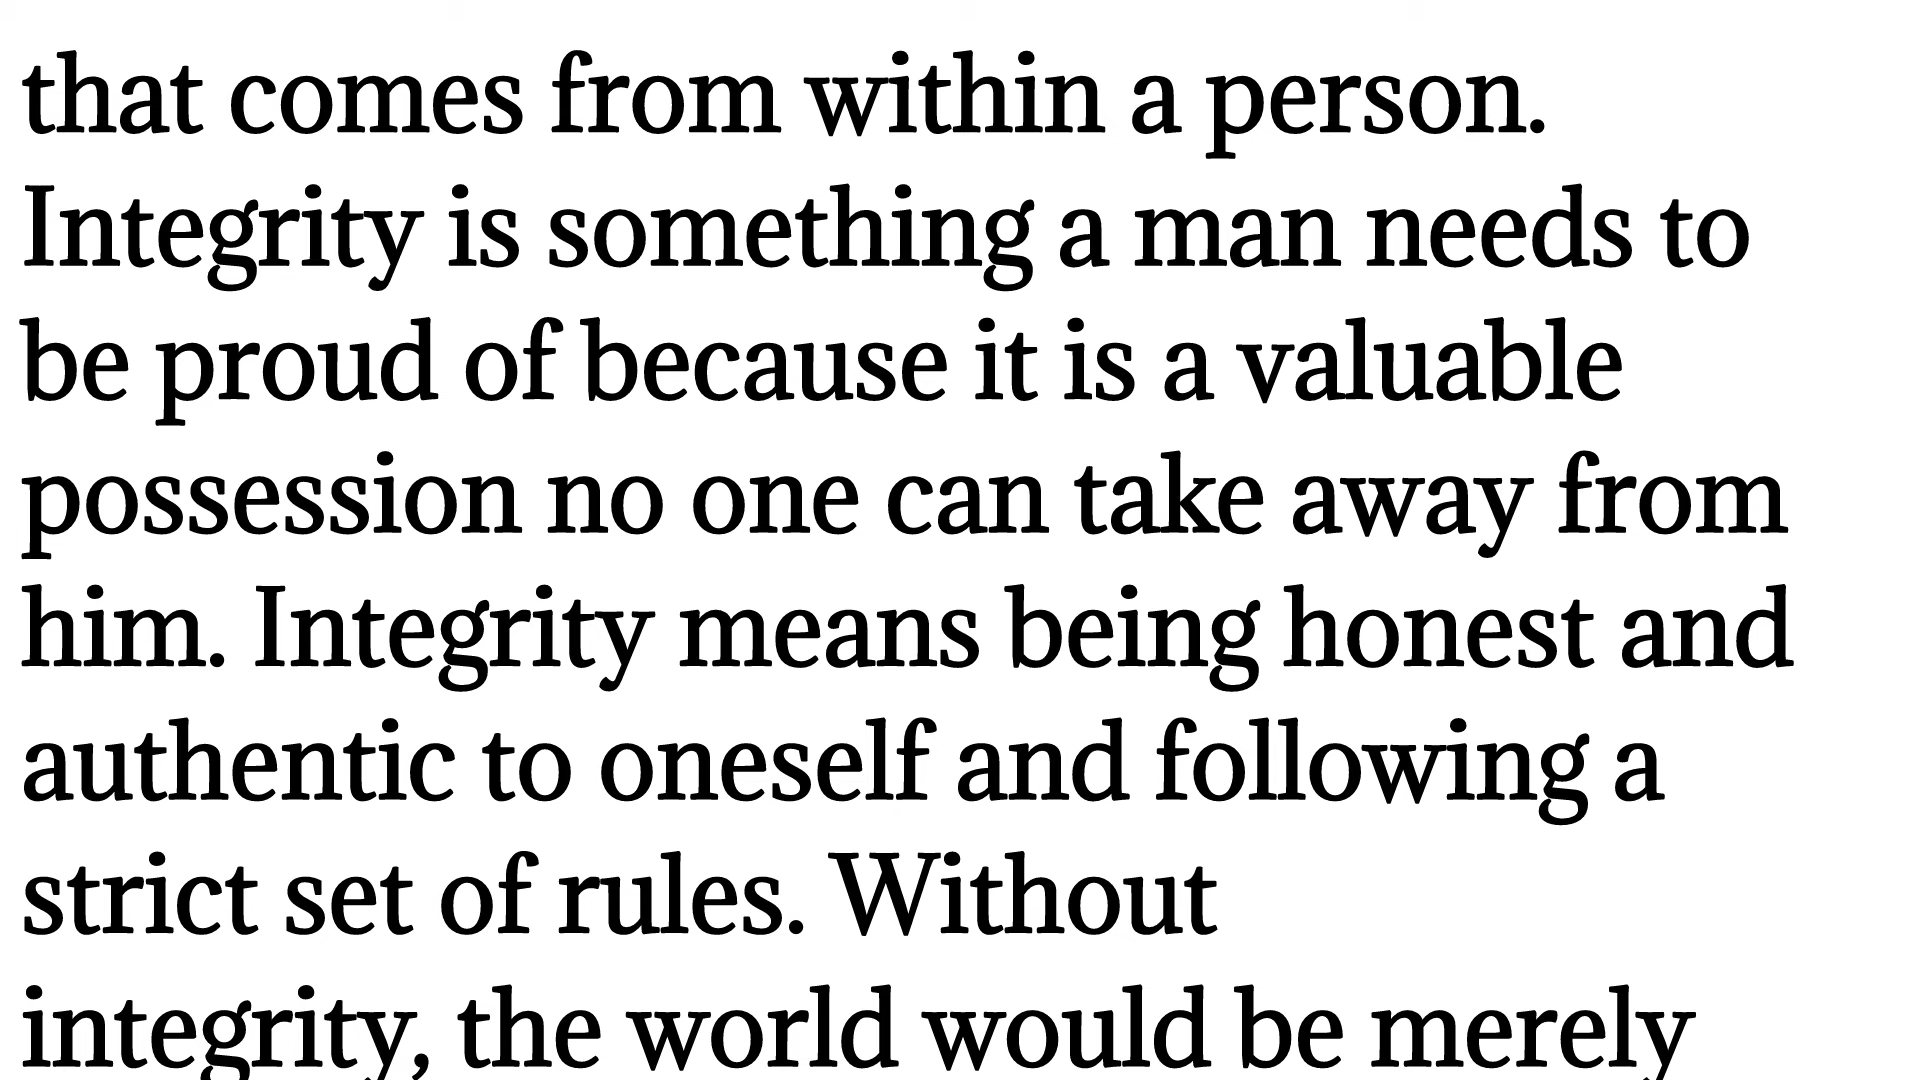 that comes from within a person.
Integrity is something a man needs to
be proud of because it is a valuable
possession no one can take away from
him. Integrity means being honest and
authentic to oneself and following a
strict set of rules. Without
integrity, the world would be merely